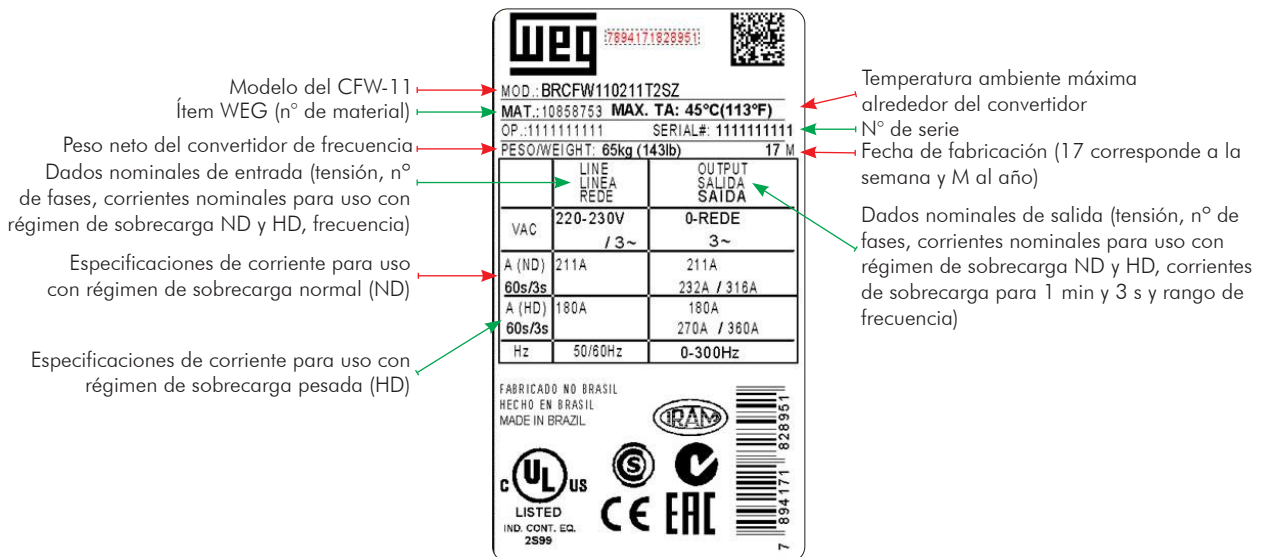 Modelo del CFW-11
Ítem WEG (n° de material)
Peso neto del convertidor de frecuencia
Dados nominales de entrada (tensión, nº
de fases, corrientes nominales para uso con
régimen de sobrecarga ND y HD, frecuencia)
Especificaciones de corriente para uso
con régimen de sobrecarga normal (ND)
Especificaciones de corriente para uso con
régimen de sobrecarga pesada (HD)
weg
7894171828951
MOD.: BRCFW110211T2SZ
MAT.:10858753 MAX. TA: 45°C(113°F)
OP.:1111111111 SERIAL#: 1111111111
PESO/WEIGHT: 65kg (143lb) 17 M
LINE OUTPUT
LINEA SALIDA
REDE SAIDA
VAC 220-230V 0-REDE
/ 3~ 3~
A (ND) 211A 211A
60s/3s 232A / 316A
A (HD) 180A 180A
60s/3s 270A / 360A
Hz 50/60Hz 0-300Hz
FABRICADO NO BRASIL
HECHO EN BRASIL
MADE IN BRAZIL
IRAM
C UL US
LISTED
IND. CONT. EQ.
2S99
S
CE EAC
7 894171 828951
Temperatura ambiente máxima
alrededor del convertidor
N° de serie
Fecha de fabricación (17 corresponde a la
semana y M al año)
Dados nominales de salida (tensión, nº de
fases, corrientes nominales para uso con
régimen de sobrecarga ND y HD, corrientes
de sobrecarga para 1 min y 3 s y rango de
frecuencia)